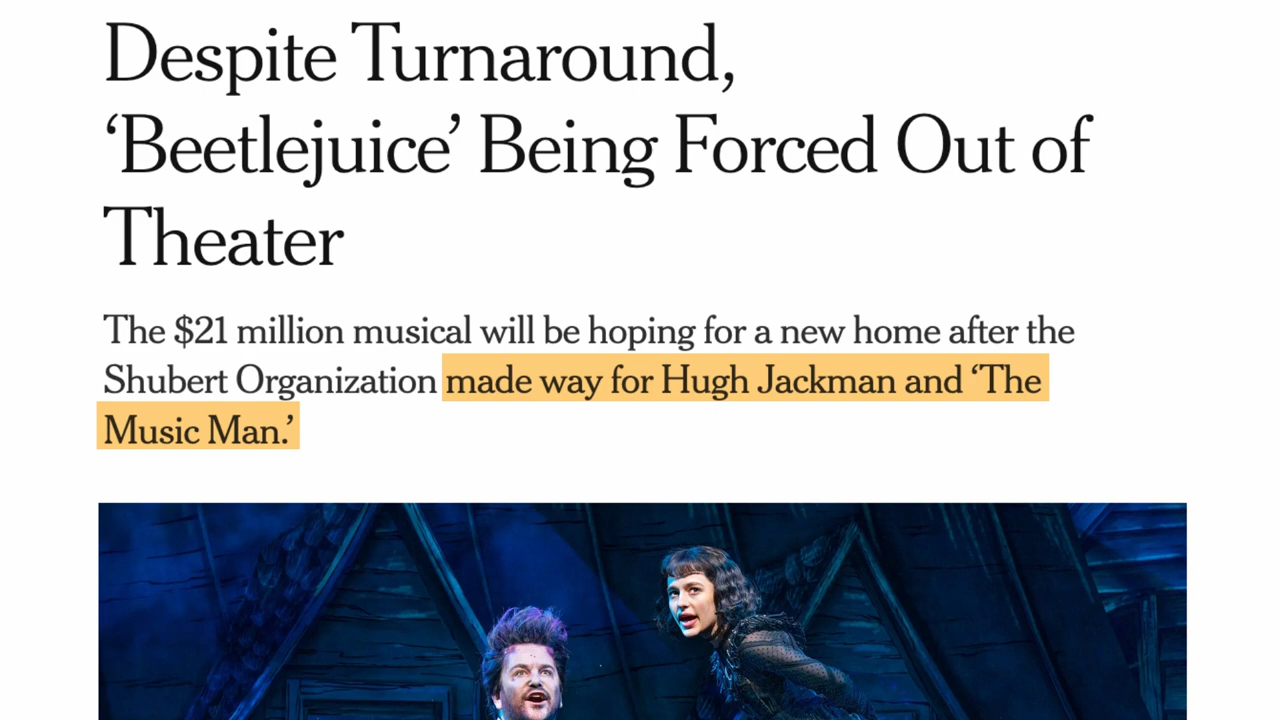 Despite Turnaround,
‘Beetlejuice’ Being Forced Out of
Theater
The $21 million musical will be hoping for a new home after the
Shubert Organization made way for Hugh Jackman and ‘The
Music Man.’